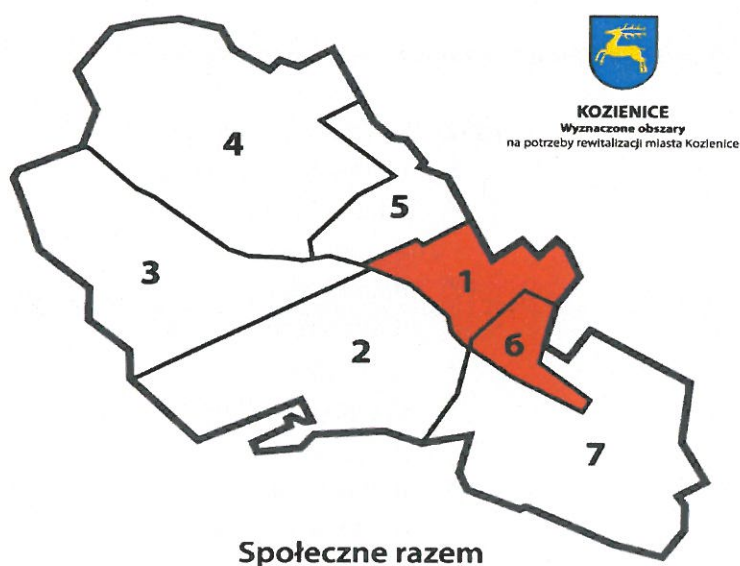 KOZIENICE
Wyznaczone obszary
na potrzeby rewitalizacji miasta Kozienice
4
5
3
1
2
6
7
Społeczne razem